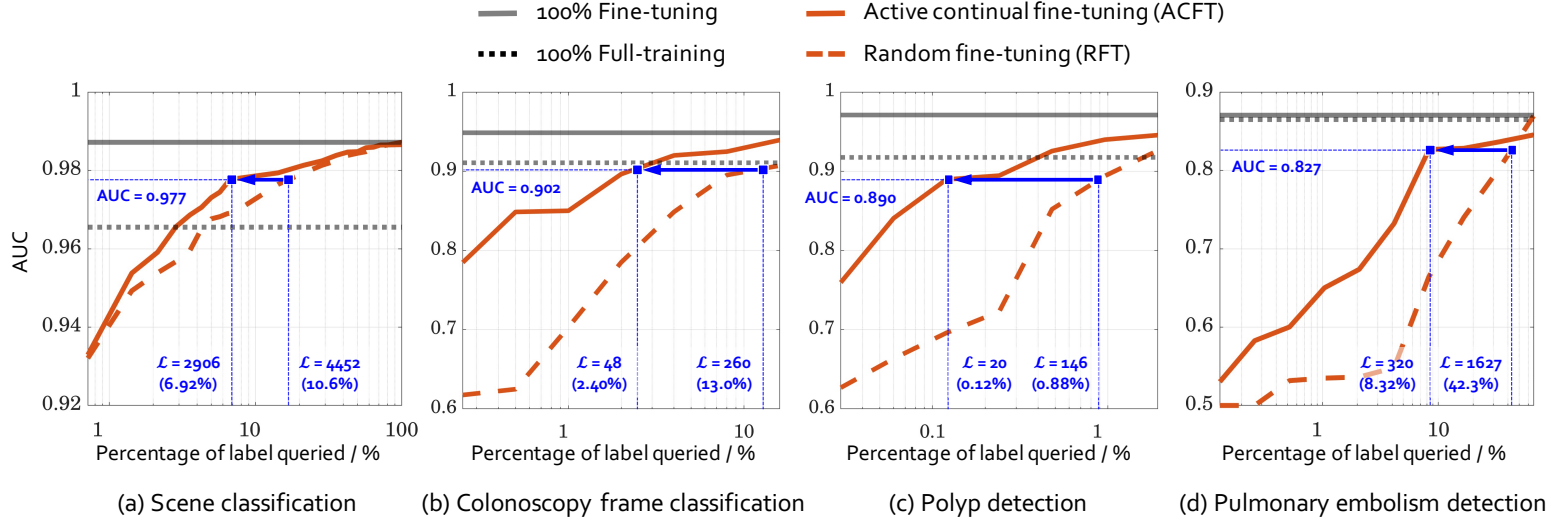 100% Fine-tuning
Active continual fine-tuning (ACFT)
100% Full-training
Random fine-tuning (RFT)
AUC
1
0.98
0.96
0.94
0.92
AUC = 0.977
ℒ = 2906
(6.92%)
ℒ = 4452
(10.6%)
1
10
100
Percentage of label queried / %
(a) Scene classification
1
0.9
0.8
0.7
0.6
AUC = 0.902
ℒ = 48
(2.40%)
ℒ = 260
(13.0%)
1
10
Percentage of label queried / %
(b) Colonoscopy frame classification
1
0.9
0.8
0.7
0.6
AUC = 0.890
ℒ = 20
(0.12%)
ℒ = 146
(0.88%)
0.1
1
Percentage of label queried / %
(c) Polyp detection
0.9
0.8
0.7
0.6
0.5
AUC = 0.827
ℒ = 320
(8.32%)
ℒ = 1627
(42.3%)
1
10
Percentage of label queried / %
(d) Pulmonary embolism detection